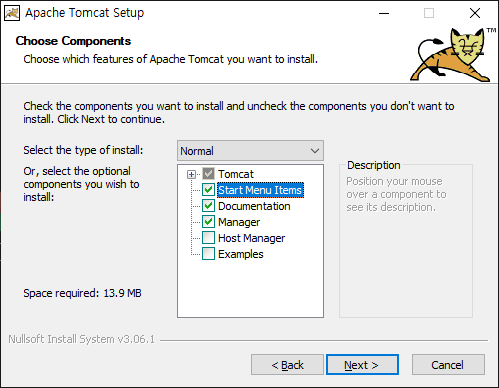 Apache Tomcat Setup
Choose Components
Choose which features of Apache Tomcat you want to install.
TM
Check the components you want to install and uncheck the components you don't want to
install. Click Next to continue.
Select the type of install:
Normal
Or, select the optional
components you wish to
install:
Tomcat
Start Menu Items
Documentation
Manager
Host Manager
Examples
Description
Position your mouse
over a component to
see its description.
Space required: 13.9 MB
Nullsoft Install System v3.06.1
< Back
Next >
Cancel